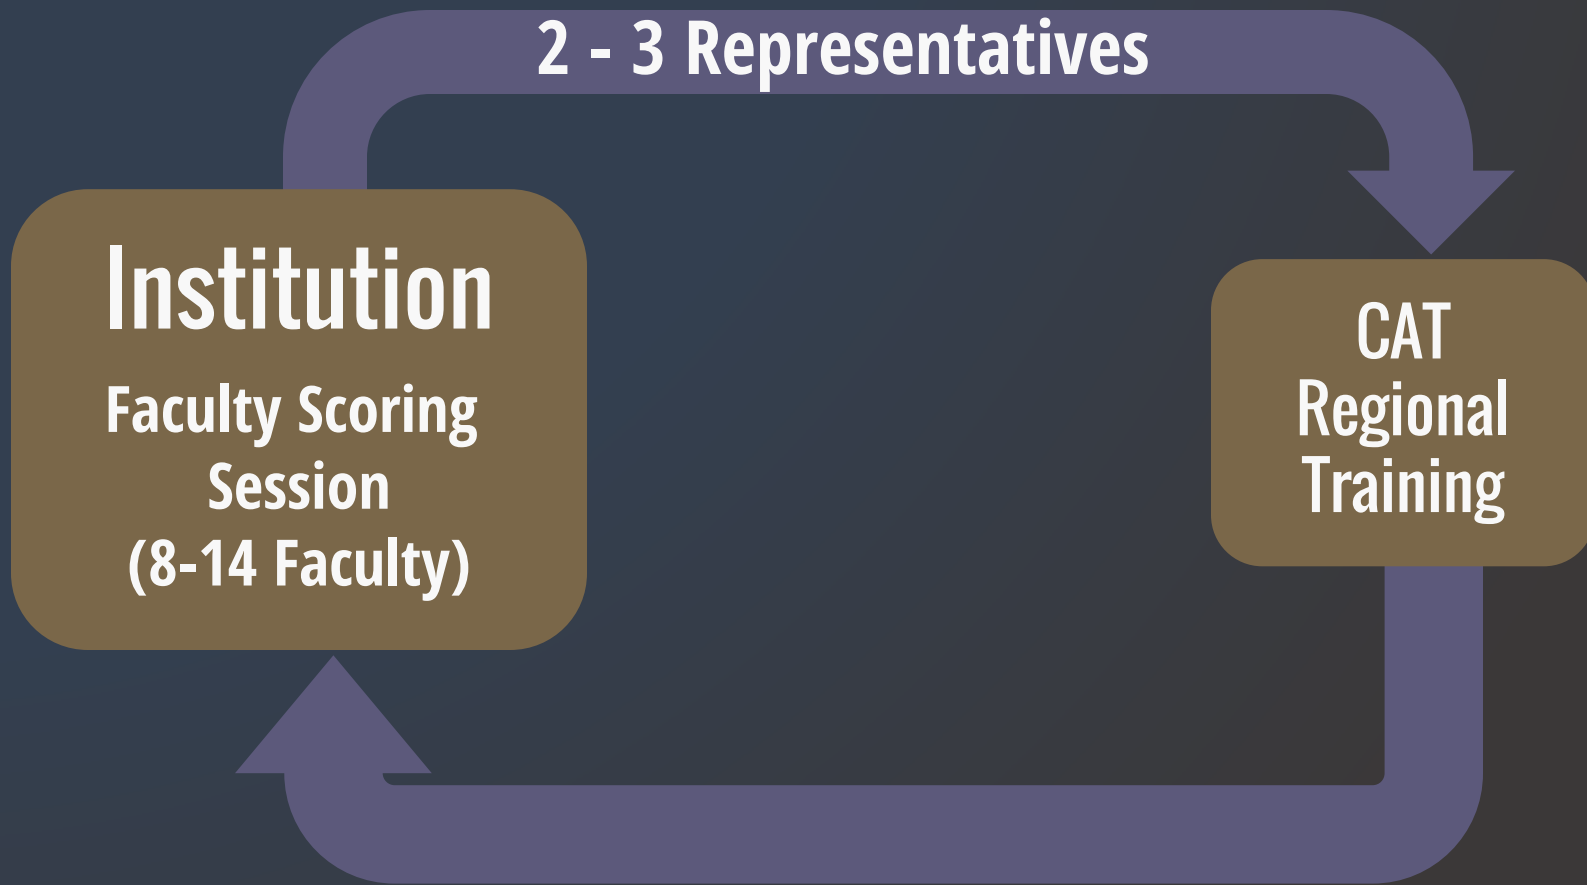 2 - 3 Representatives
Institution
Faculty Scoring
Session
(8-14 Faculty)
CAT
Regional
Training